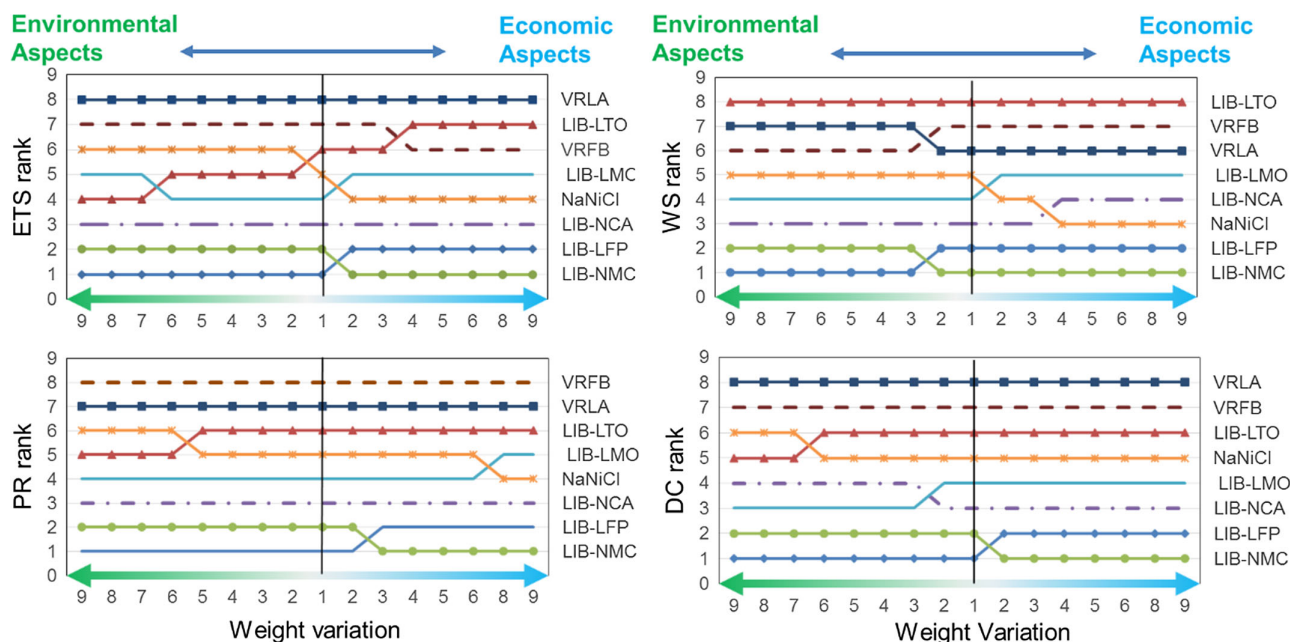 Environmental
Aspects
Economic
Aspects
ETS rank
9
8
7
6
5
4
3
2
1
0
VRLA
LIB-LTO
VRFB
LIB-LMC
NaNiCl
LIB-NCA
LIB-LFP
LIB-NMC
9 8 7 6 5 4 3 2 1 2 3 4 5 6 7 8 9
Environmental
Aspects
Economic
Aspects
WS rank
9
8
7
6
5
4
3
2
1
0
LIB-LTO
VRFB
VRLA
LIB-LMO
LIB-NCA
NaNiCl
LIB-LFP
LIB-NMC
9 8 7 6 5 4 3 2 1 2 3 4 5 6 7 8 9
PR rank
9
8
7
6
5
4
3
2
1
0
VRFB
VRLA
LIB-LTO
LIB-LMO
NaNiCl
LIB-NCA
LIB-LFP
LIB-NMC
9 8 7 6 5 4 3 2 1 2 3 4 5 6 7 8 9
Weight variation
DC rank
9
8
7
6
5
4
3
2
1
0
VRLA
VRFB
LIB-LTO
NaNiCl
LIB-LMO
LIB-NCA
LIB-LFP
LIB-NMC
9 8 7 6 5 4 3 2 1 2 3 4 5 6 7 8 9
Weight Variation